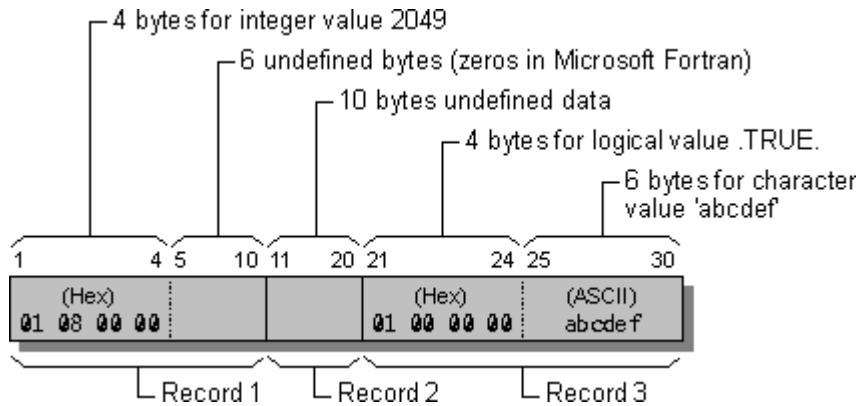 4 bytes for integer value 2049
6 undefined bytes (zeros in Microsoft Fortran)
10 bytes undefined data
4 bytes for logical value .TRUE.
6 bytes for character
value 'abcdef'
1 4 5 10 11 20 21 24 25 30
(Hex) (Hex) (ASCII)
01 08 00 00 01 00 00 00 abcdef
Record 1 Record 2 Record 3